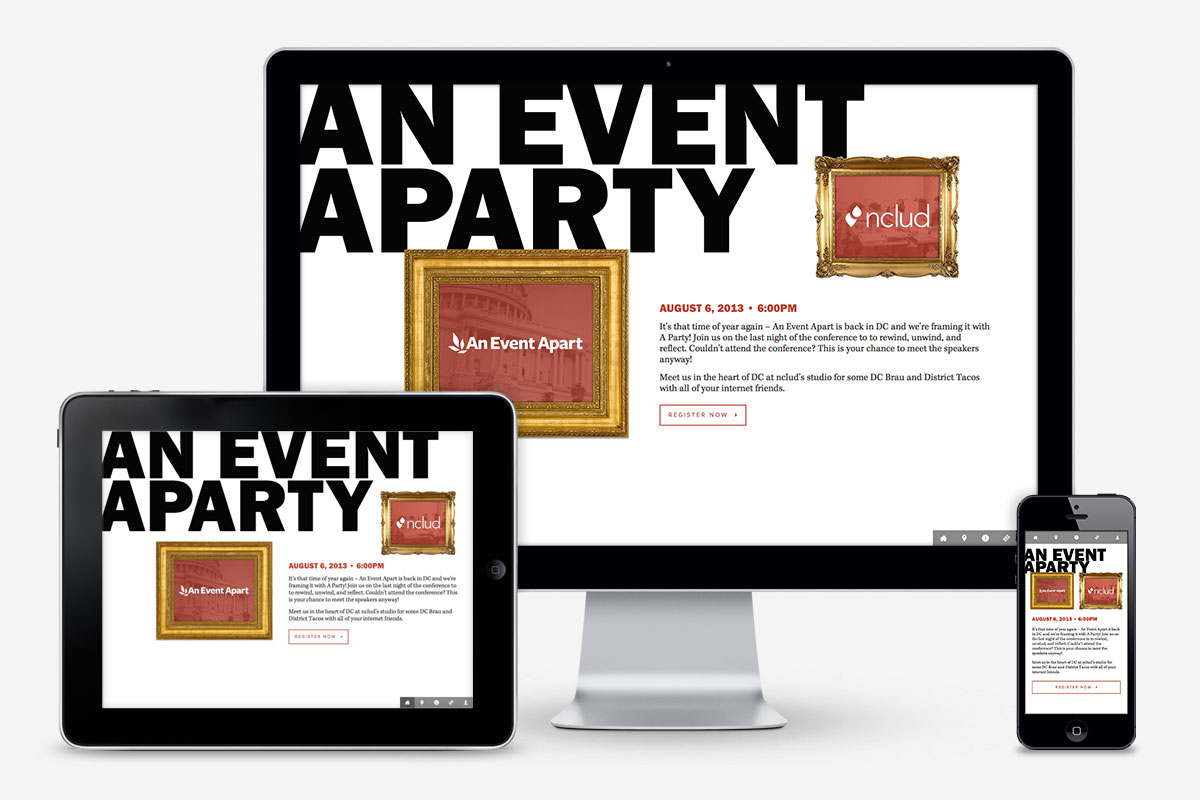 AN EVENT
APARTY
nclud
An Event Apart
AUGUST 6, 2013 • 6:00PM
It's that time of year again – An Event Apart is back in DC and we're framing it with
A Party! Join us on the last night of the conference to to rewind, unwind, and
reflect. Couldn't attend the conference? This is your chance to meet the speakers
anyway!
Meet us in the heart of DC at nclud's studio for some DC Brau and District Tacos
with all of your internet friends.
REGISTER NOW
AN EVENT
APARTY
nclud
An Event Apart
AUGUST 6, 2013 • 6:00PM
It's that time of year again – An Event Apart is back in DC and we're
framing it with A Party! Join us on the last night of the conference to
to rewind, unwind, and reflect. Couldn't attend the conference? This
is your chance to meet the speakers anyway!
Meet us in the heart of DC at nclud's studio for some DC Brau and
District Tacos with all of your internet friends.
REGISTER NOW
AN EVENT
APARTY
An Event Apart
nclud
AUGUST 6, 2013 • 6:00PM
It's that time of year again – An Event Apart is back
in DC and we're framing it with A Party! Join us on
the last night of the conference to to rewind,
unwind, and reflect. Couldn't attend the
conference? This is your chance to meet the
speakers anyway!
Meet us in the heart of DC at nclud's studio for
some DC Brau and District Tacos with all of your
internet friends.
REGISTER NOW